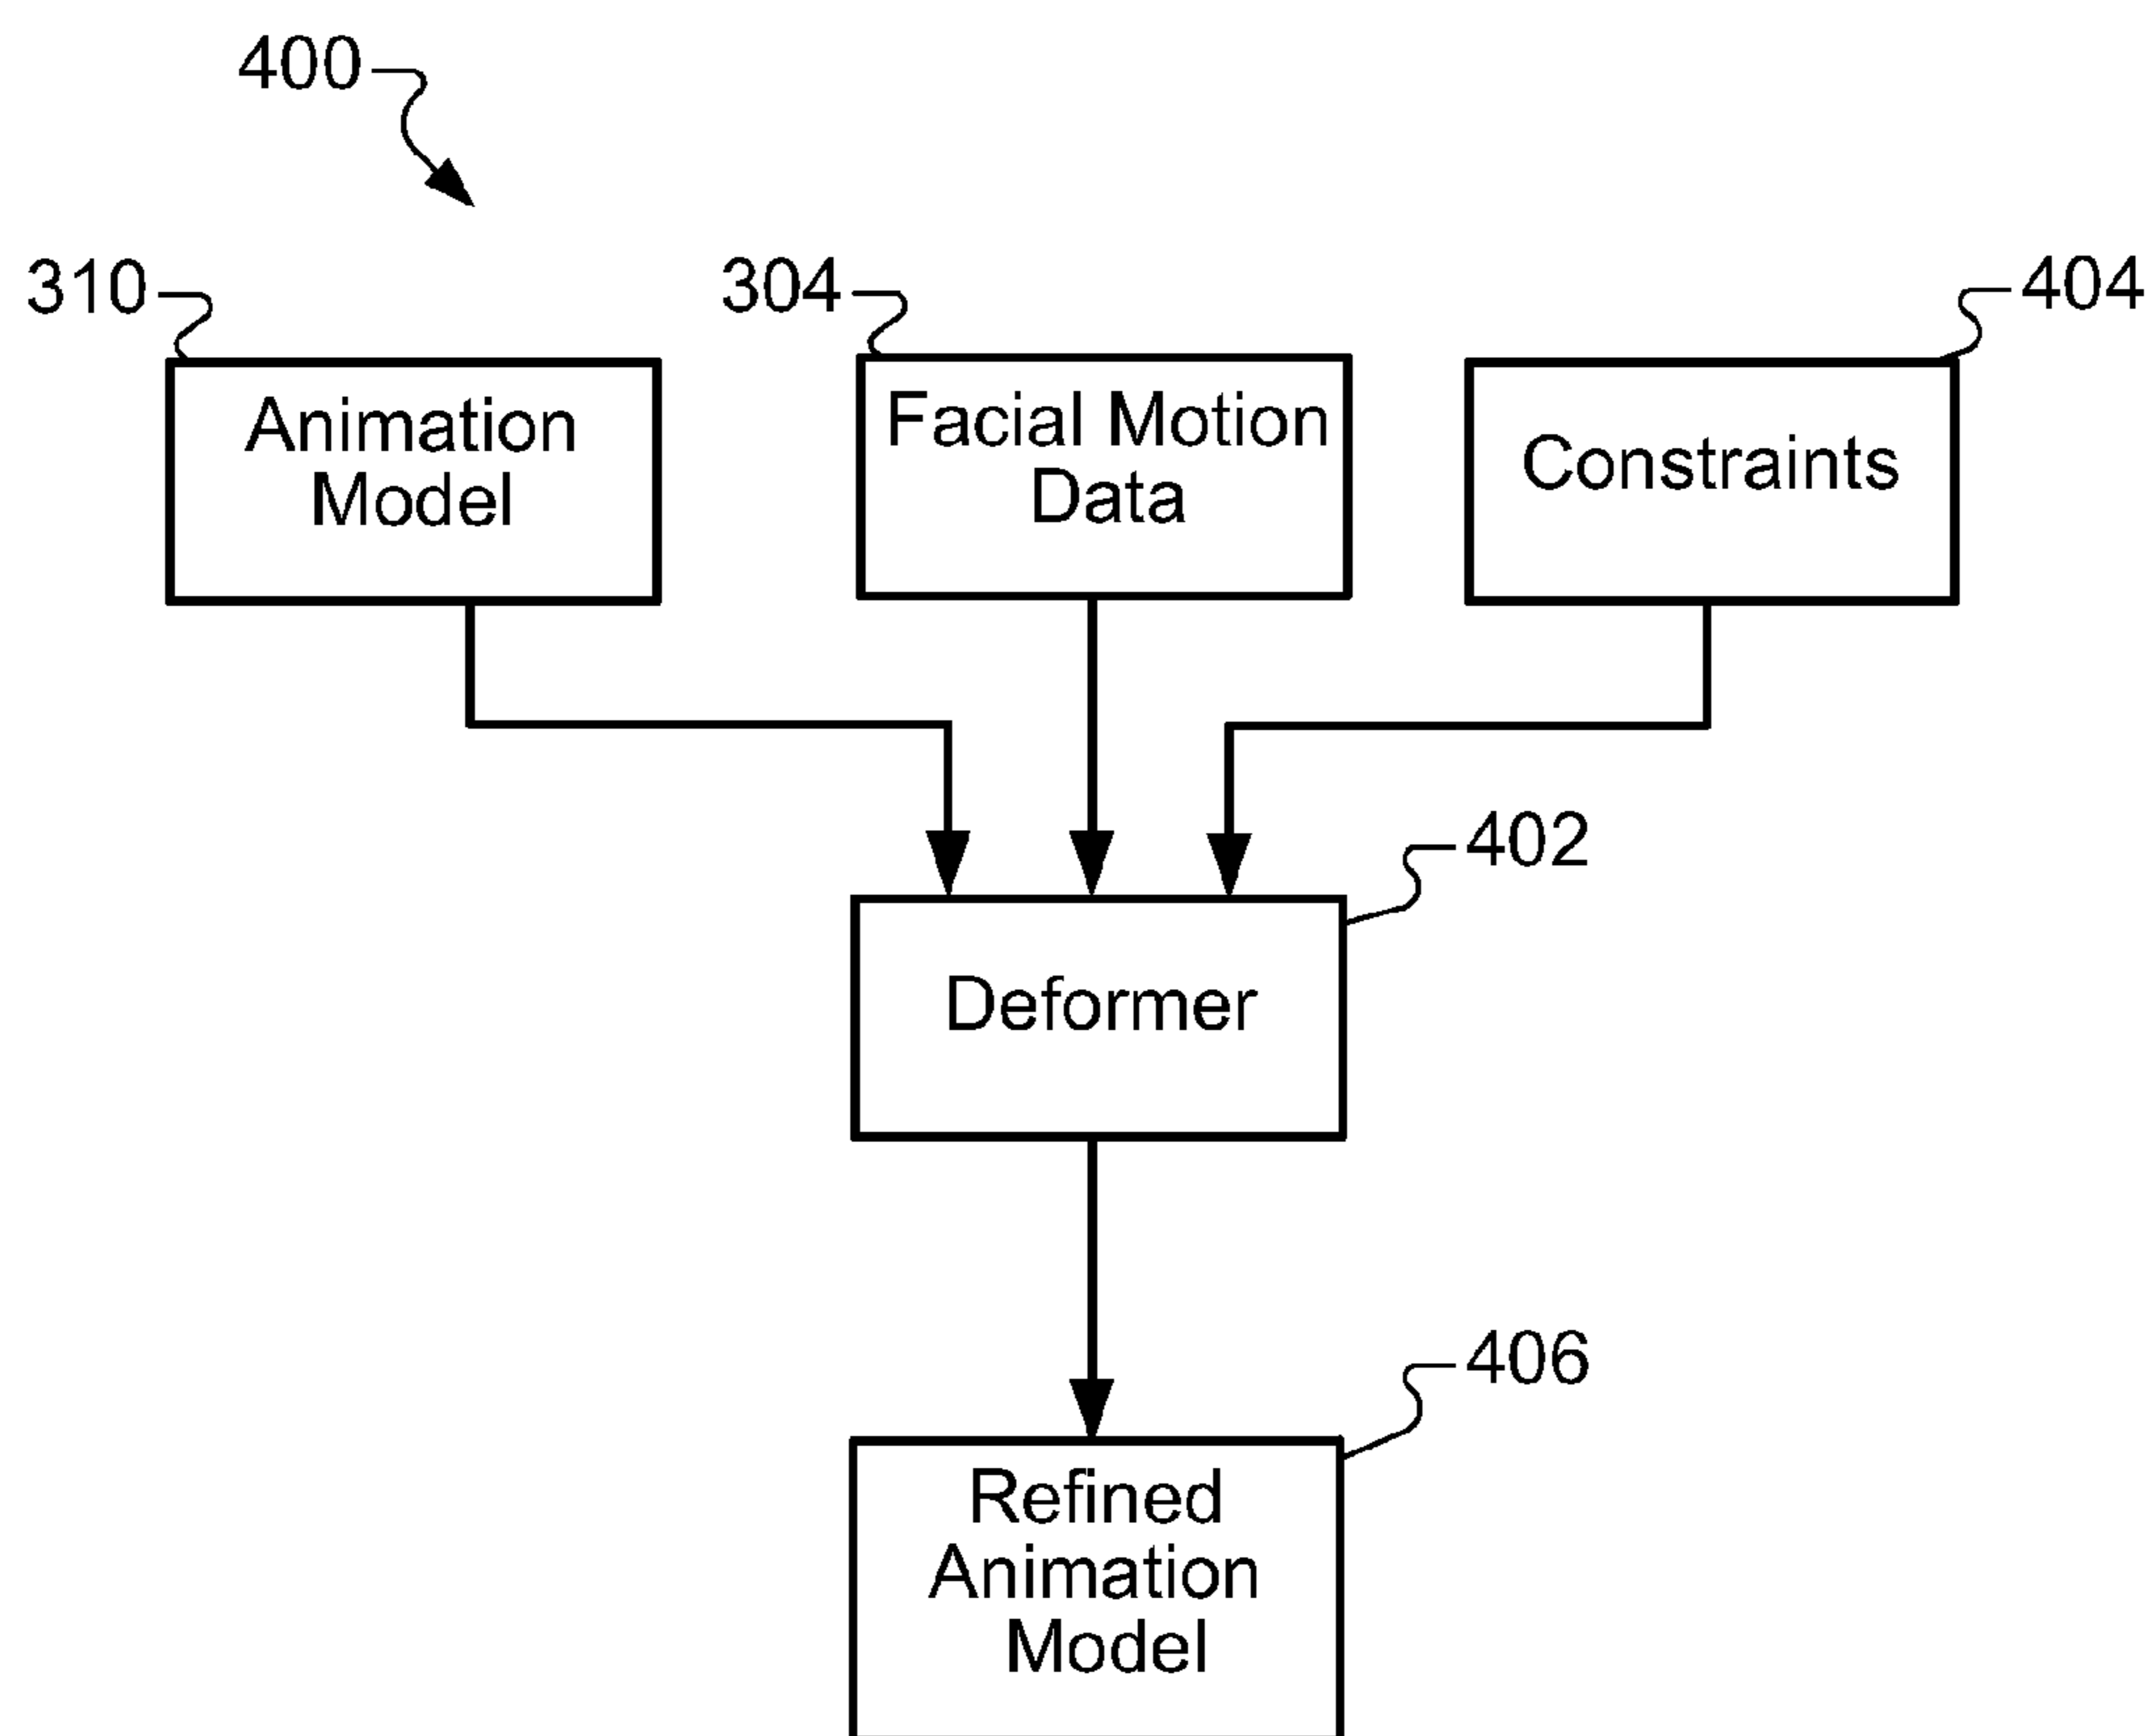 400
310
304
404
Animation
Model
Facial Motion
Data
Constraints
402
Deformer
406
Refined
Animation
Model